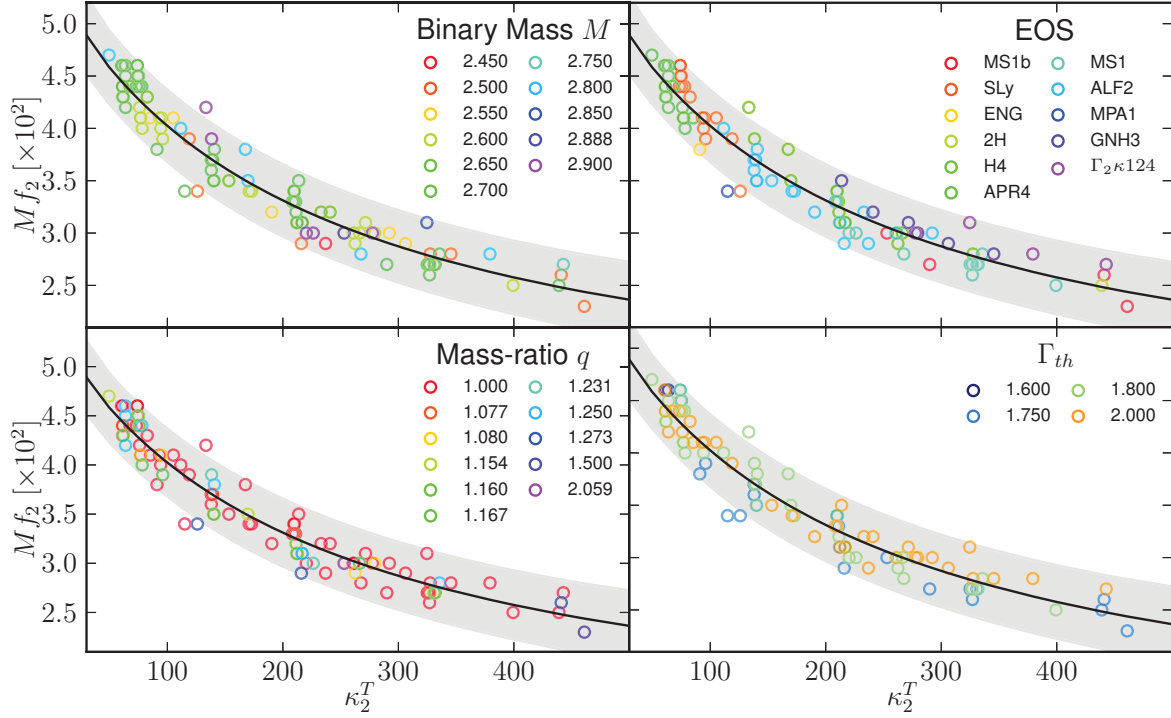 Binary Mass M
2.450 2.750
2.500 2.800
2.550 2.850
2.600 2.888
2.650 2.900
2.700
5.0
4.5
4.0
3.5
3.0
2.5
M f₂ [×10²]
EOS
MS1b MS1
SLy ALF2
ENG MPA1
2H GNH3
H4 Γ₂κ124
APR4
Mass-ratio q
1.000 1.231
1.077 1.250
1.080 1.273
1.154 1.500
1.160 2.059
1.167
5.0
4.5
4.0
3.5
3.0
2.5
M f₂ [×10²]
100 200 300 400
κ₂ᵀ
Γₜₕ
1.600 1.800
1.750 2.000
100 200 300 400
κ₂ᵀ